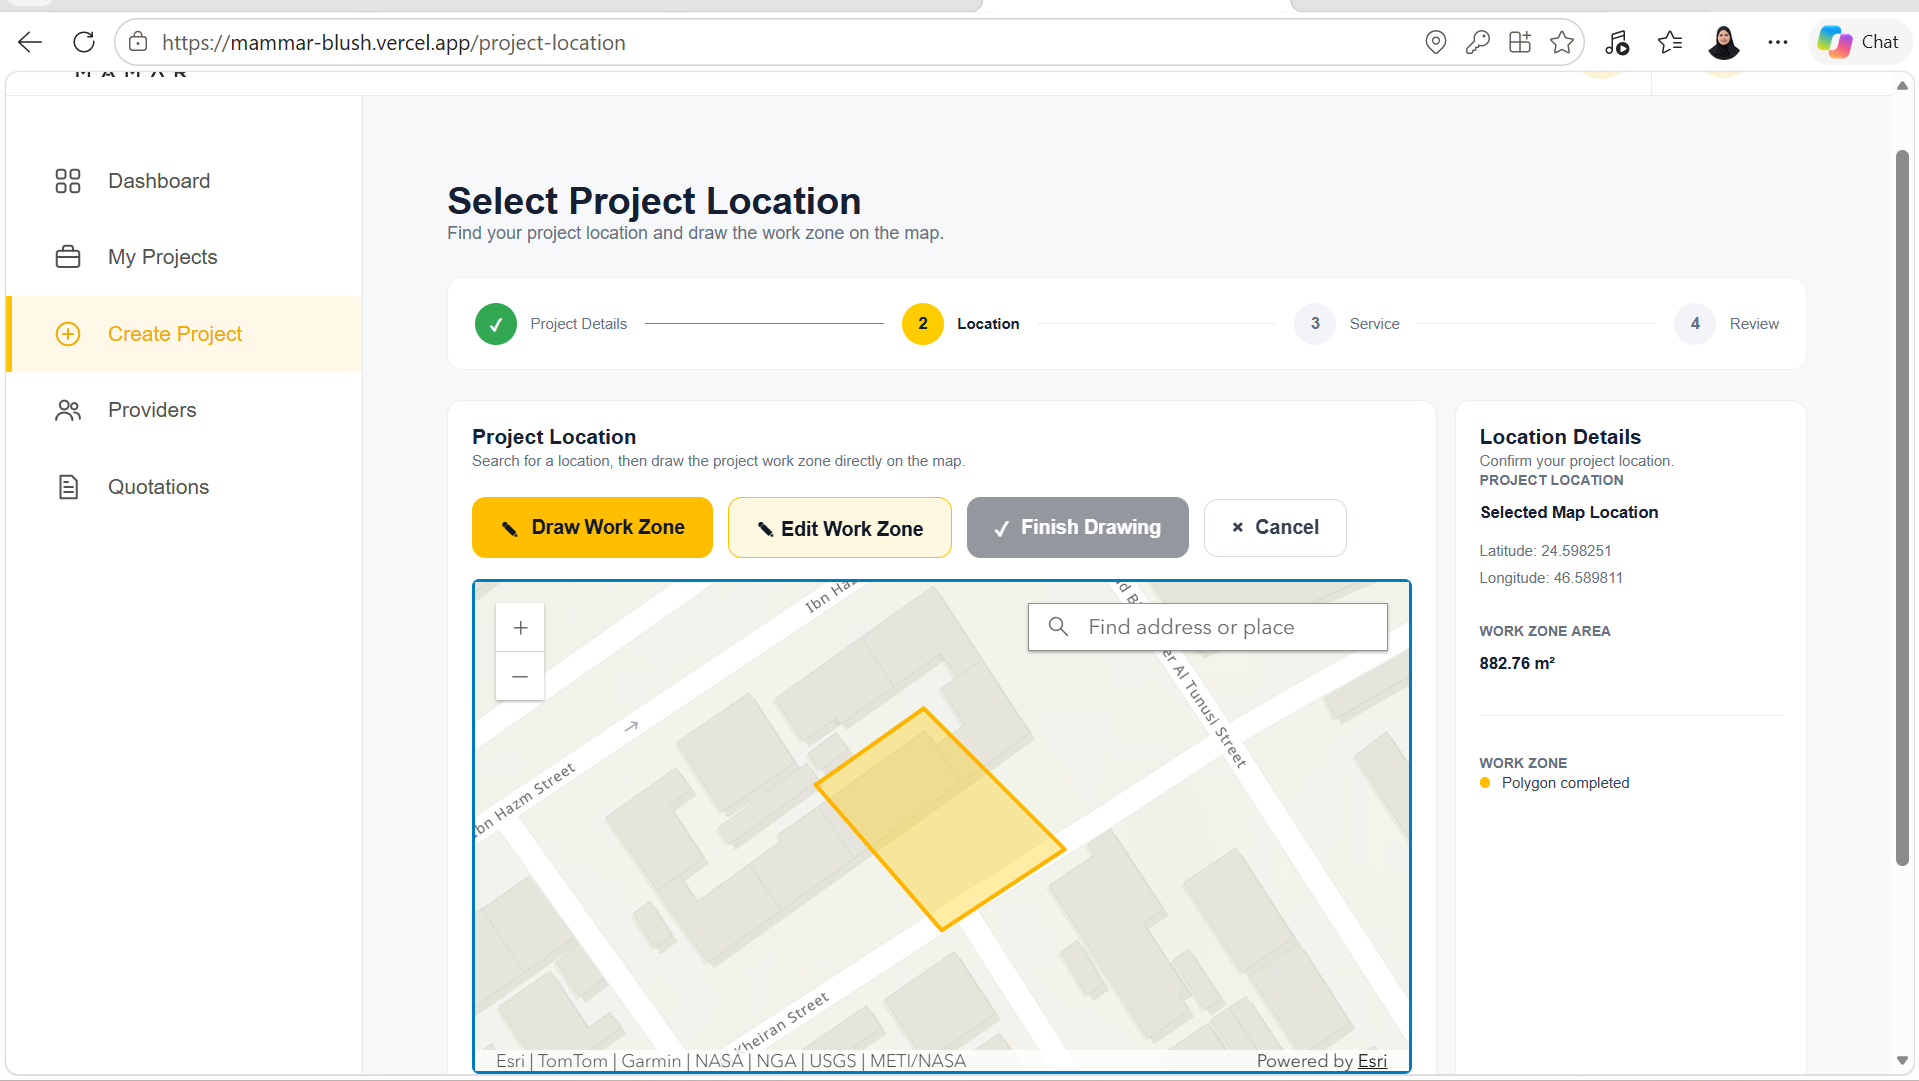 https://mammar-blush.vercel.app/project-location
Chat
MAMAR
Dashboard
My Projects
Create Project
Providers
Quotations
Select Project Location
Find your project location and draw the work zone on the map.
Project Details
2
Location
3
Service
4
Review
Project Location
Search for a location, then draw the project work zone directly on the map.
Draw Work Zone
Edit Work Zone
Finish Drawing
Cancel
Find address or place
Ibn Hazm Street
Al Tunusi Street
Kheiran Street
Esri | TomTom | Garmin | NASA | NGA | USGS | METI/NASA
Powered by Esri
Location Details
Confirm your project location.
PROJECT LOCATION
Selected Map Location
Latitude: 24.598251
Longitude: 46.589811
WORK ZONE AREA
882.76 m²
WORK ZONE
Polygon completed